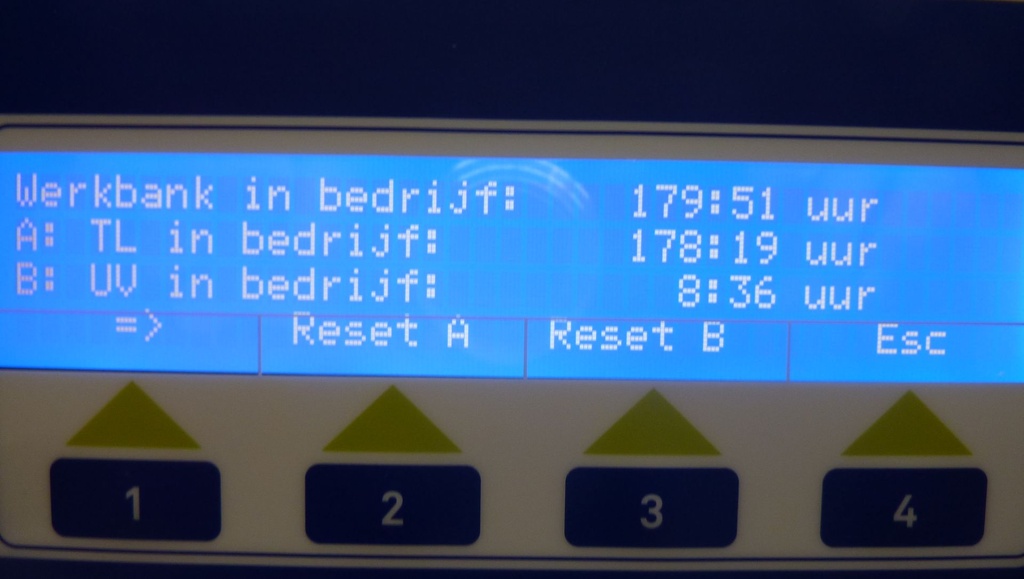 Werkbank in bedrijf: 179:51 uur
A: TL in bedrijf: 178:19 uur
B: UV in bedrijf: 8:36 uur
=> Reset A Reset B Esc
1 2 3 4